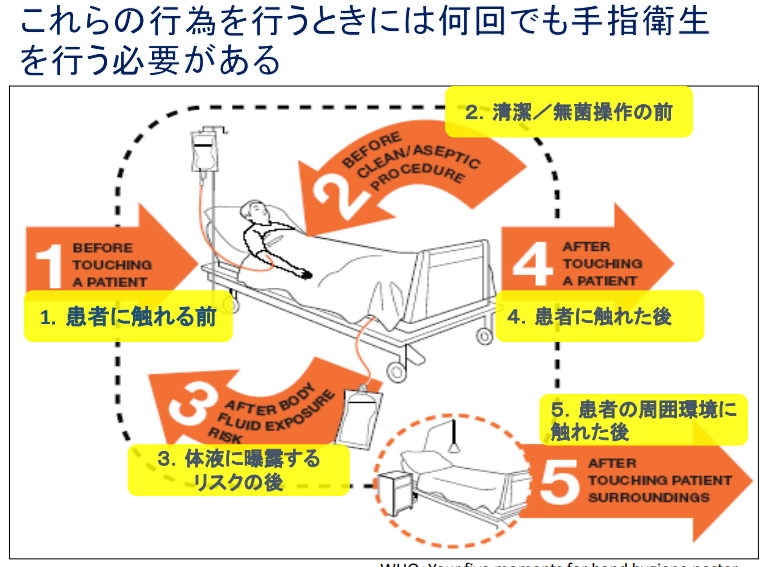 これらの行為を行うときには何回でも手指衛生
を行う必要がある
2. 清潔／無菌操作の前
2
BEFORE
CLEAN/ASEPTIC
PROCEDURE
1
BEFORE
TOUCHING
A PATIENT
1. 患者に触れる前
4
AFTER
TOUCHING
A PATIENT
4. 患者に触れた後
3
AFTER BODY
FLUID EXPOSURE
RISK
３．体液に曝露する
リスクの後
５．患者の周囲環境に
触れた後
5
AFTER
TOUCHING PATIENT
SURROUNDINGS
WHO: Your five moments for hand hygiene poster